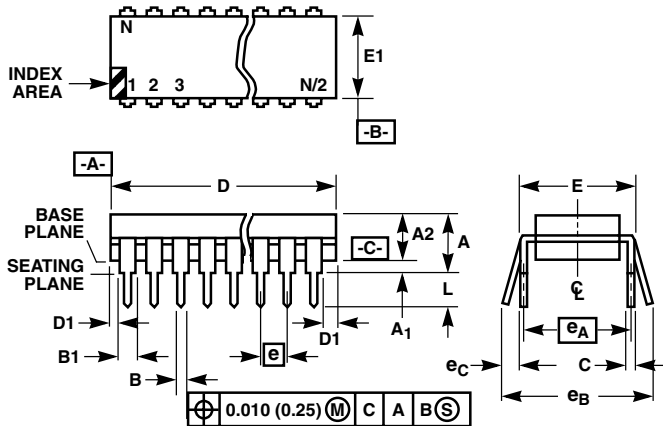 N
E1
INDEX
AREA
1 2 3 N/2
-B-
-A-
D
E
BASE
PLANE
A2
A
-C-
SEATING
PLANE
L
℄
D1
A1
D1
eA
B1
e
eC
C
B
eB
⌖ 0.010 (0.25) Ⓜ C A B Ⓢ